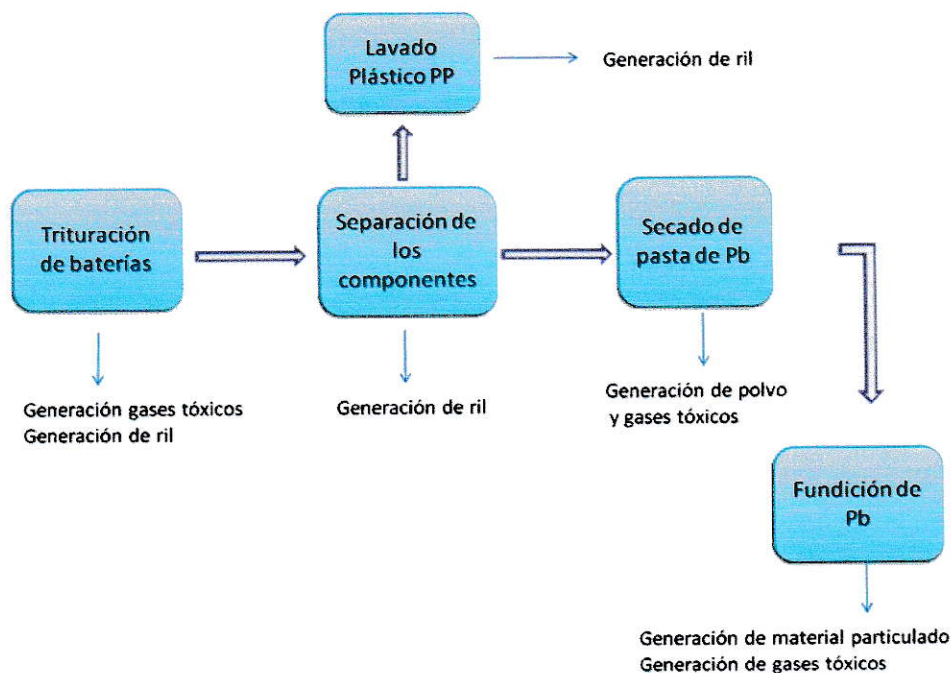 Lavado
Plástico PP
Generación de ril
Trituración
de baterías
Separación de
los
componentes
Secado de
pasta de Pb
Generación gases tóxicos
Generación de ril
Generación de ril
Generación de polvo
y gases tóxicos
Fundición de
Pb
Generación de material particulado
Generación de gases tóxicos